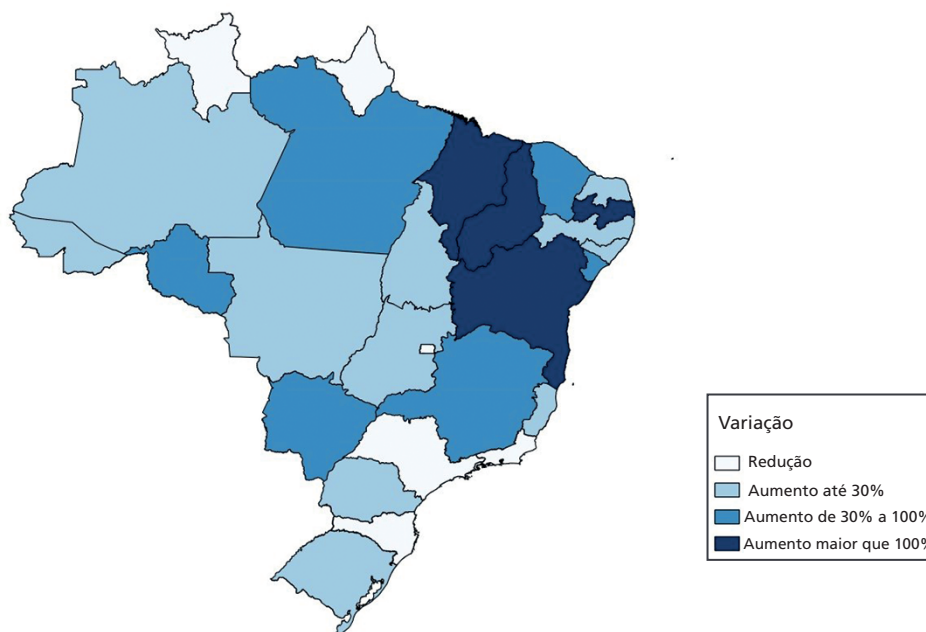 Variação
Redução
Aumento até 30%
Aumento de 30% a 100%
Aumento maior que 100%